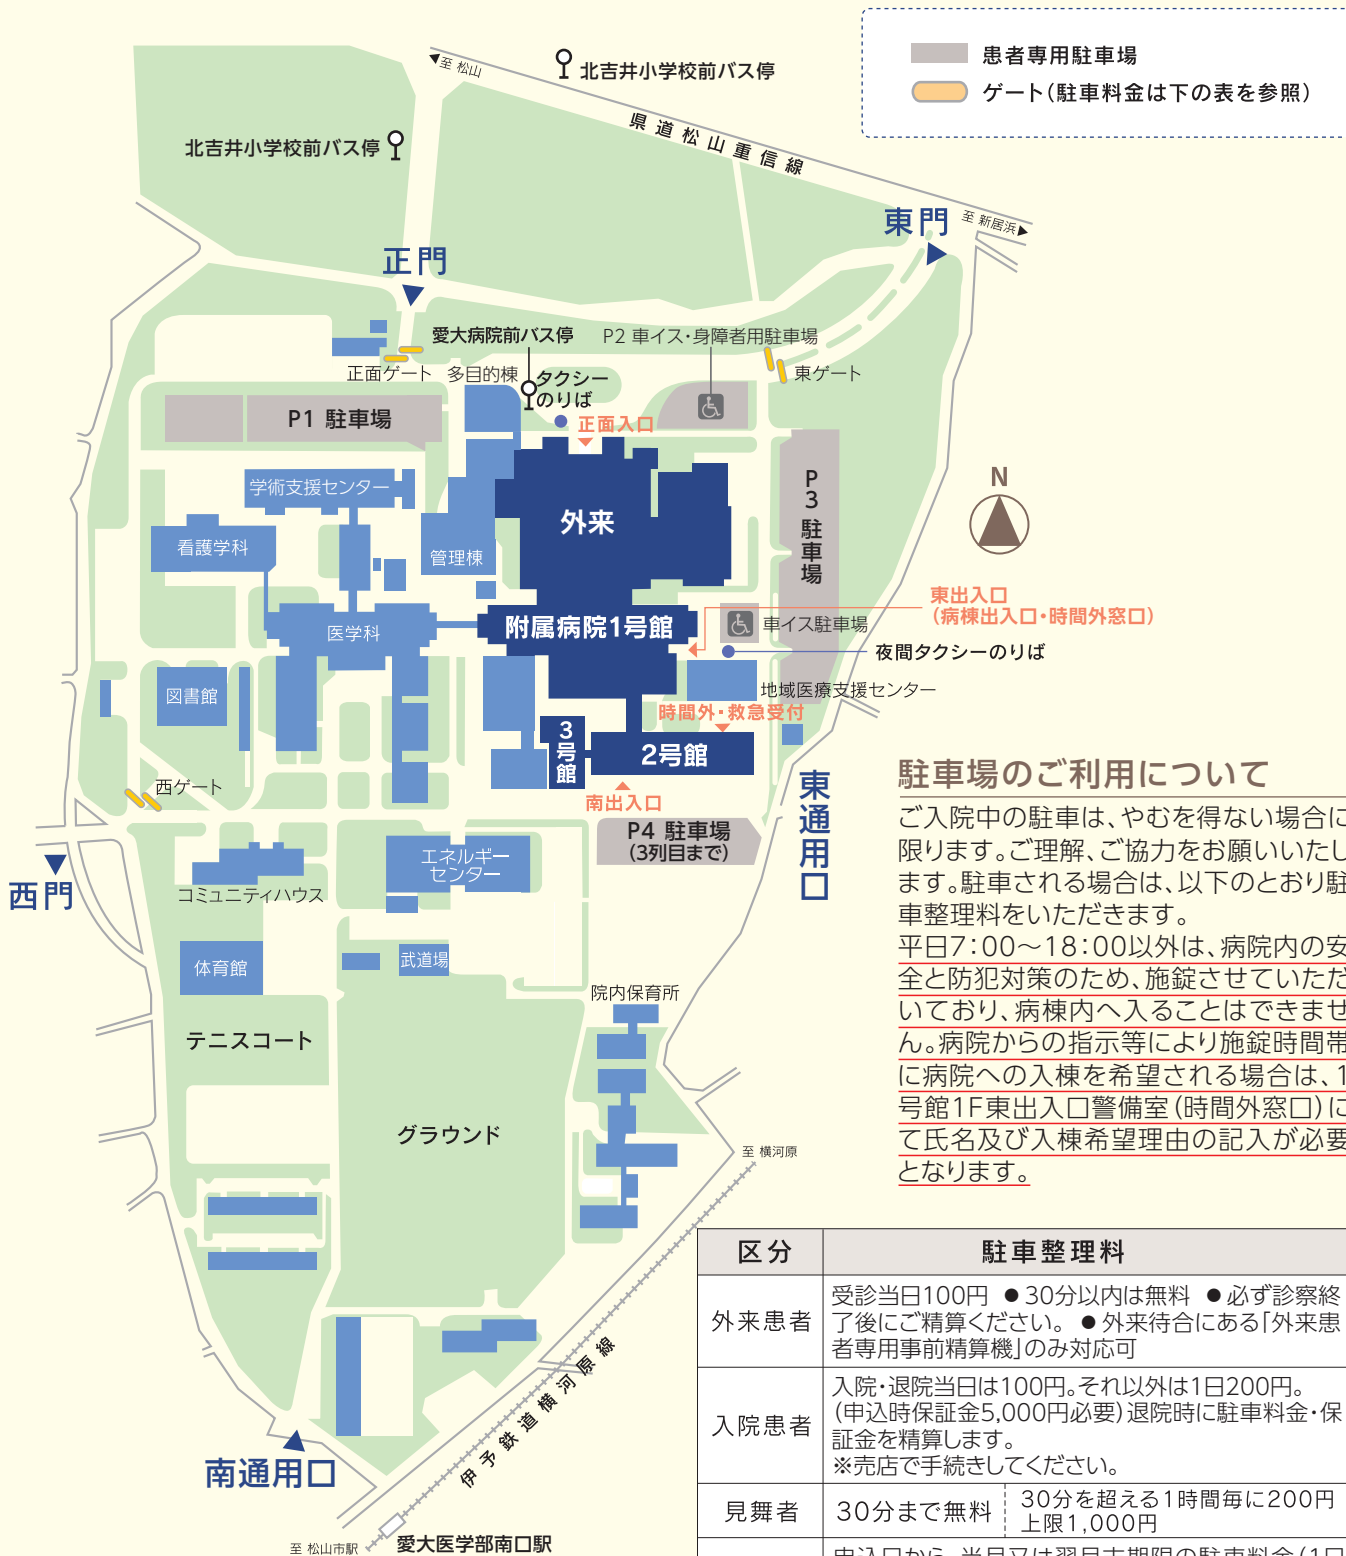 患者専用駐車場
ゲート(駐車料金は下の表を参照)
至 松山
北吉井小学校前バス停
北吉井小学校前バス停
県道松山重信線
至 新居浜
東門
正門
愛大病院前バス停
P2 車イス・身障者用駐車場
正面ゲート
多目的棟
タクシー
のりば
東ゲート
正面入口
P1 駐車場
学術支援センター
看護学科
管理棟
外来
P3駐車場
N
医学科
附属病院1号館
車イス駐車場
東出入口
(病棟出入口・時間外窓口)
夜間タクシーのりば
図書館
地域医療支援センター
時間外・救急受付
3号館
2号館
西ゲート
南出入口
東通用口
P4 駐車場
(3列目まで)
エネルギー
センター
西門
コミュニティハウス
体育館
武道場
院内保育所
テニスコート
グラウンド
至 横河原
伊予鉄道横河原線
南通用口
至 松山市駅
愛大医学部南口駅
駐車場のご利用について
ご入院中の駐車は、やむを得ない場合に
限ります。ご理解、ご協力をお願いいたし
ます。駐車される場合は、以下のとおり駐
車整理料をいただきます。
平日7:00〜18:00以外は、病院内の安
全と防犯対策のため、施錠させていただ
いており、病棟内へ入ることはできませ
ん。病院からの指示等により施錠時間帯
に病院への入棟を希望される場合は、1
号館1F東出入口警備室(時間外窓口)に
て氏名及び入棟希望理由の記入が必要
となります。
区分 駐車整理料
外来患者
受診当日100円 ●30分以内は無料 ●必ず診察終
了後にご精算ください。 ●外来待合にある「外来患
者専用事前精算機」のみ対応可
入院患者
入院・退院当日は100円。それ以外は1日200円。
(申込時保証金5,000円必要)退院時に駐車料金・保
証金を精算します。
※売店で手続きしてください。
見舞者
30分まで無料
30分を超える1時間毎に200円
上限1,000円
申込日から、当月又は翌月末期限の駐車料金(1日